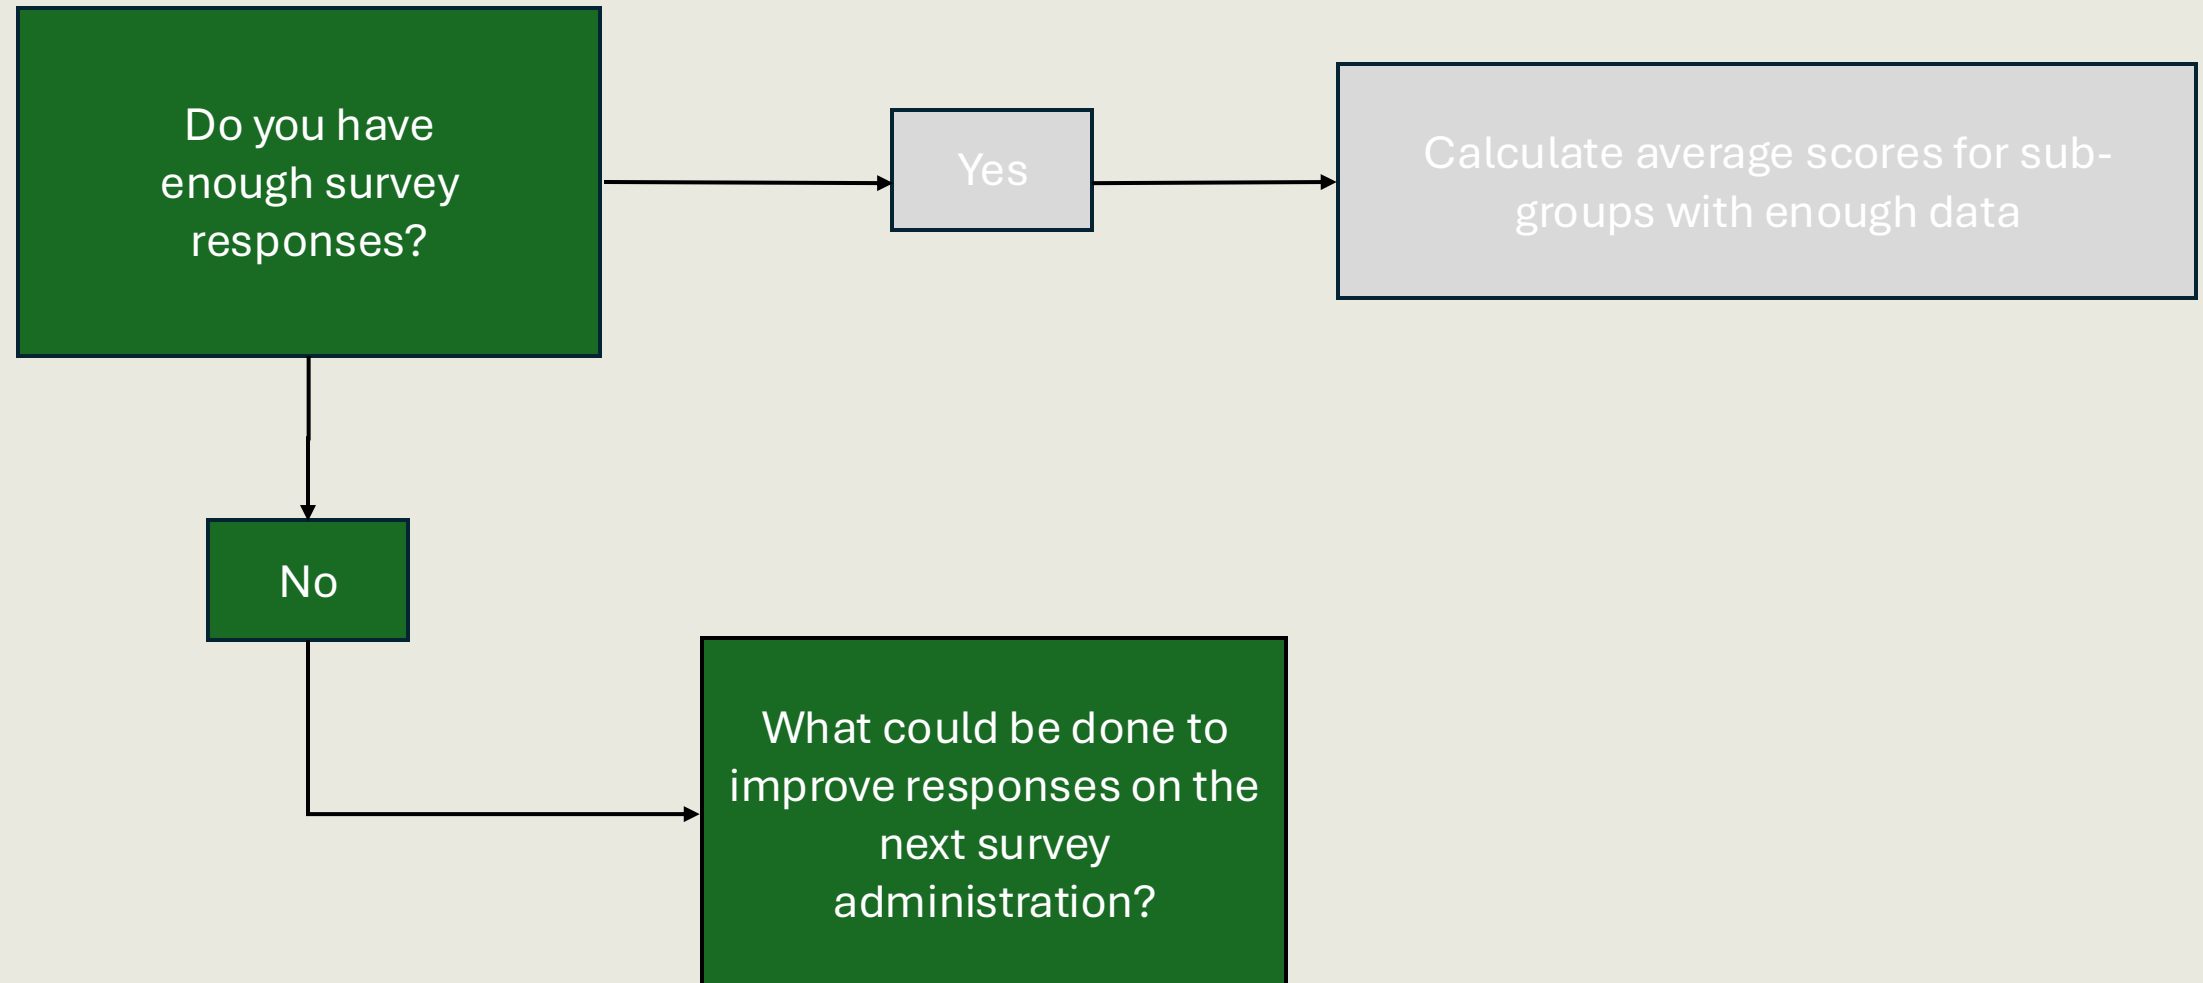 Do you have
enough survey
responses?
Yes
Calculate average scores for sub-
groups with enough data
No
What could be done to
improve responses on the
next survey
administration?